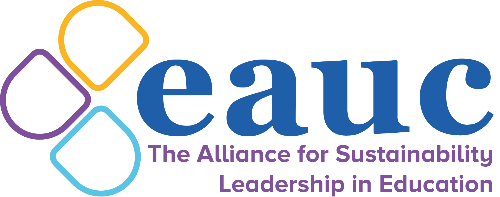 eauc
The Alliance for Sustainability
Leadership in Education